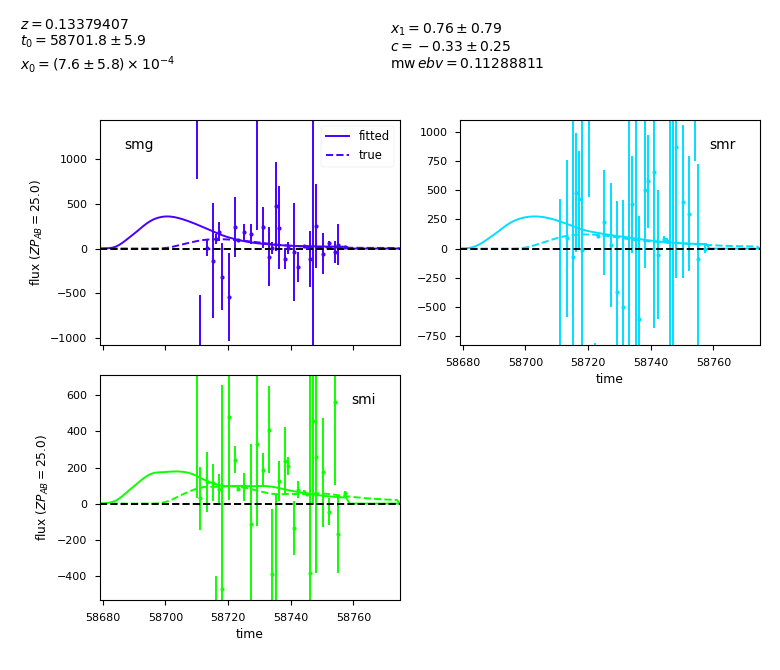 z = 0.13379407
t₀ = 58701.8 ± 5.9
x₀ = (7.6 ± 5.8) × 10⁻⁴
x₁ = 0.76 ± 0.79
c = −0.33 ± 0.25
mw ebv = 0.11288811
smg
fitted
true
1000
500
0
−500
−1000
flux (ZP_AB = 25.0)
smr
1000
750
500
250
0
−250
−500
−750
58680 58700 58720 58740 58760
time
smi
600
400
200
0
−200
−400
flux (ZP_AB = 25.0)
58680 58700 58720 58740 58760
time